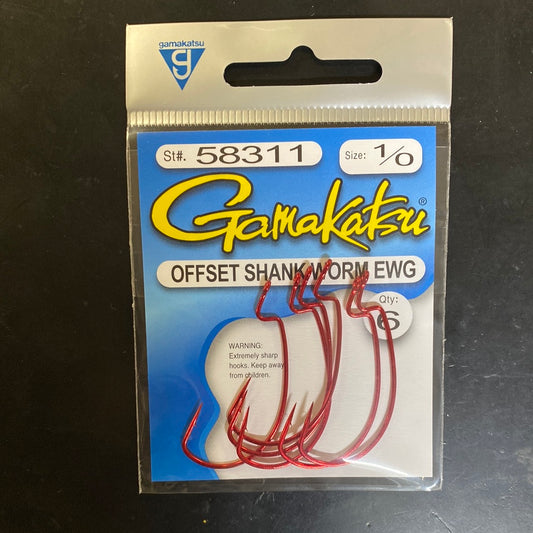 gamakatsu
St#. 58311 Size: 1/0
Gamakatsu®
OFFSET SHANK WORM EWG
Qty:
6
WARNING:
Extremely sharp
hooks. Keep away
from children.